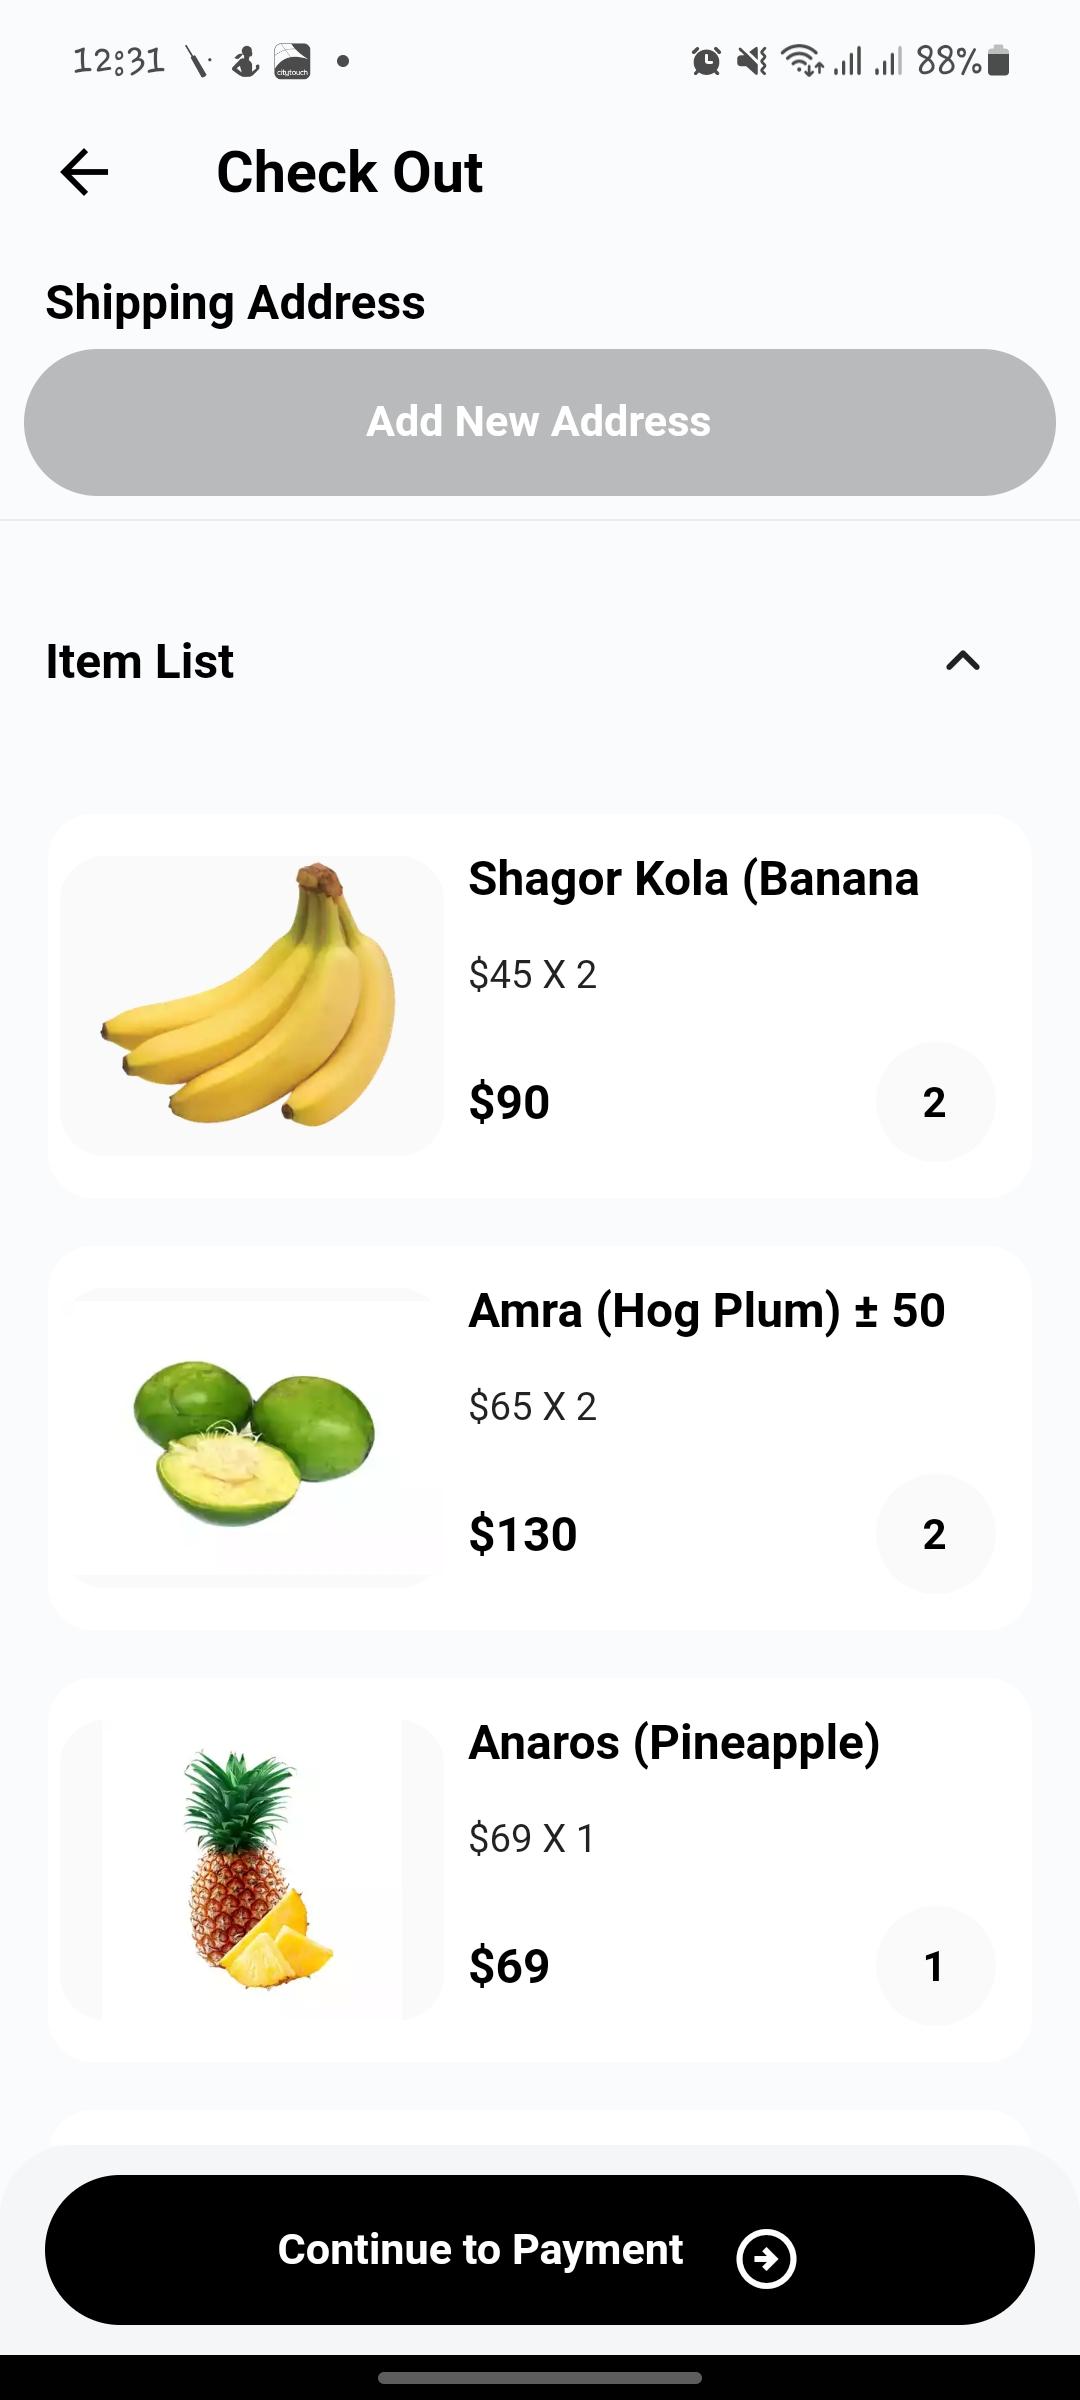 12:31
citytouch
88%
Check Out
Shipping Address
Add New Address
Item List
Shagor Kola (Banana
$45 X 2
$90
2
Amra (Hog Plum) ± 50
$65 X 2
$130
2
Anaros (Pineapple)
$69 X 1
$69
1
Continue to Payment